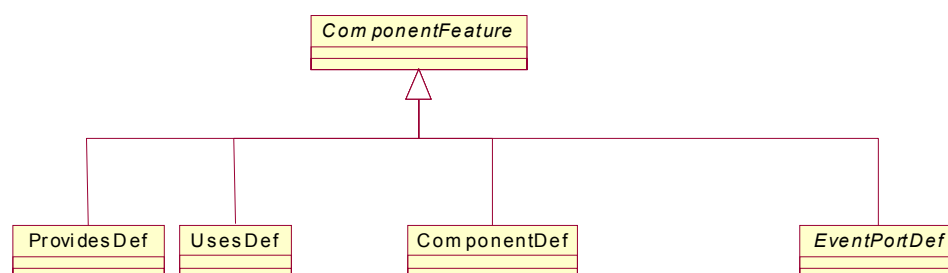 ComponentFeature
ProvidesDef UsesDef ComponentDef EventPortDef